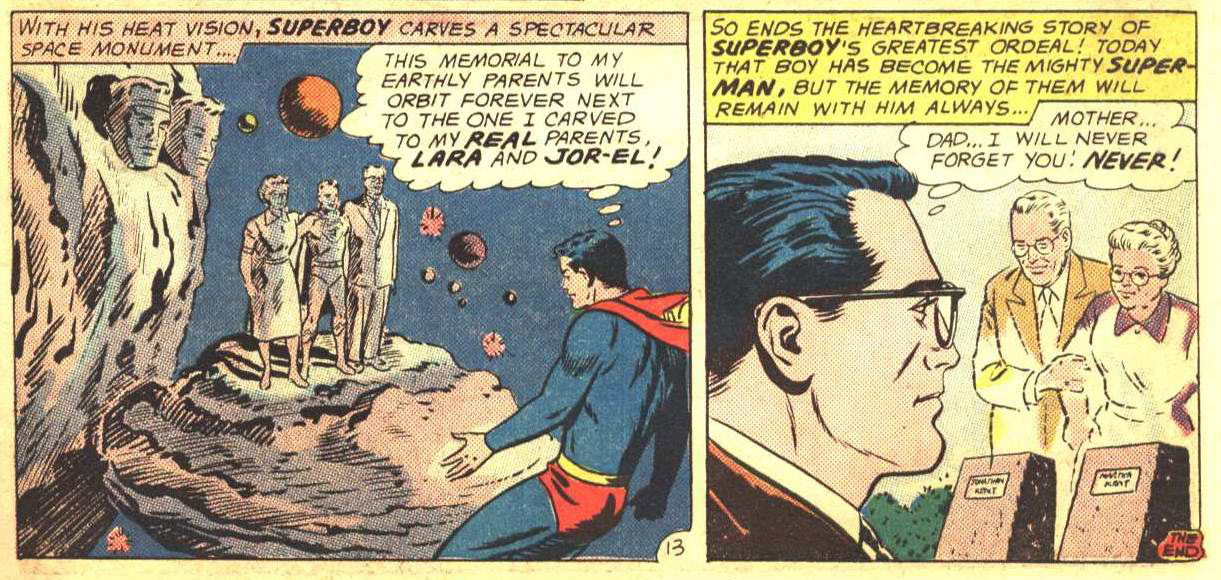 WITH HIS HEAT VISION, SUPERBOY CARVES A SPECTACULAR
SPACE MONUMENT...
THIS MEMORIAL TO MY
EARTHLY PARENTS WILL
ORBIT FOREVER NEXT
TO THE ONE I CARVED
TO MY REAL PARENTS,
LARA AND JOR-EL!
13
SO ENDS THE HEARTBREAKING STORY OF
SUPERBOY'S GREATEST ORDEAL! TODAY
THAT BOY HAS BECOME THE MIGHTY SUPER-
MAN, BUT THE MEMORY OF THEM WILL
REMAIN WITH HIM ALWAYS...
MOTHER...
DAD... I WILL NEVER
FORGET YOU! NEVER!
JONATHAN
KENT
MARTHA
KENT
THE
END